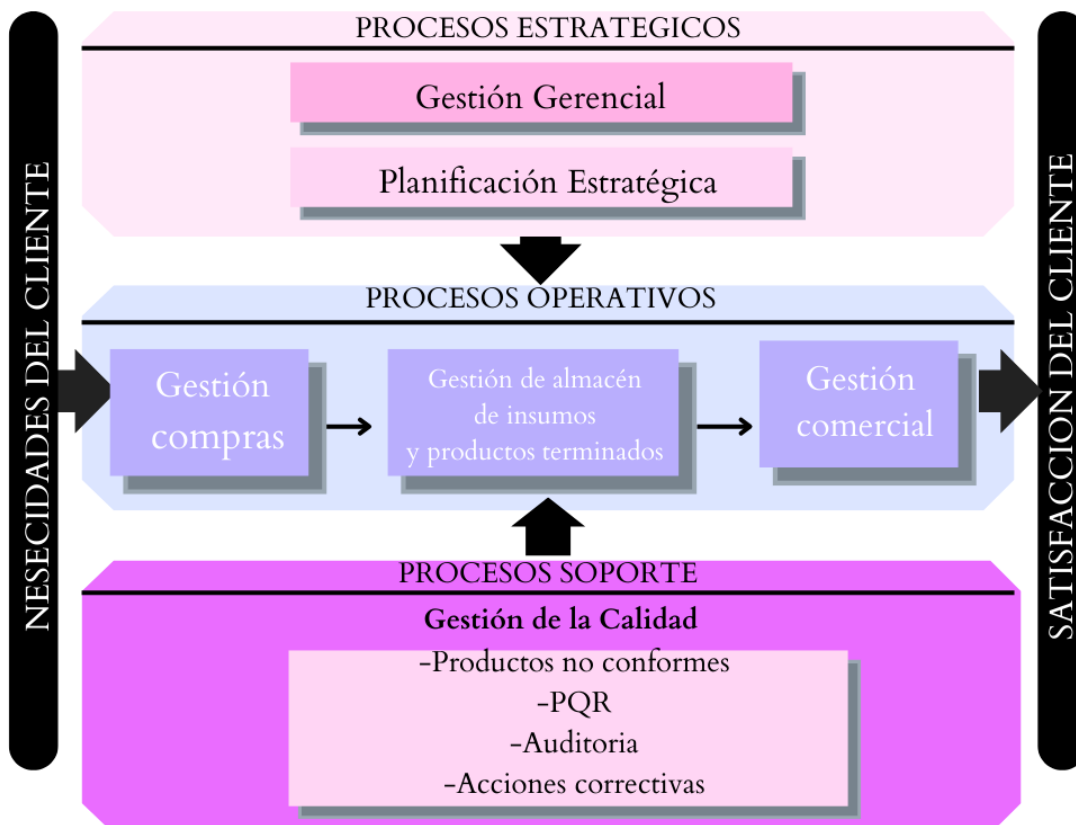 PROCESOS ESTRATEGICOS
Gestión Gerencial
Planificación Estratégica
NESECIDADES DEL CLIENTE
PROCESOS OPERATIVOS
Gestión
compras
Gestión de almacén
de insumos
y productos terminados
Gestión
comercial
SATISFACCION DEL CLIENTE
PROCESOS SOPORTE
Gestión de la Calidad
-Productos no conformes
-PQR
-Auditoria
-Acciones correctivas